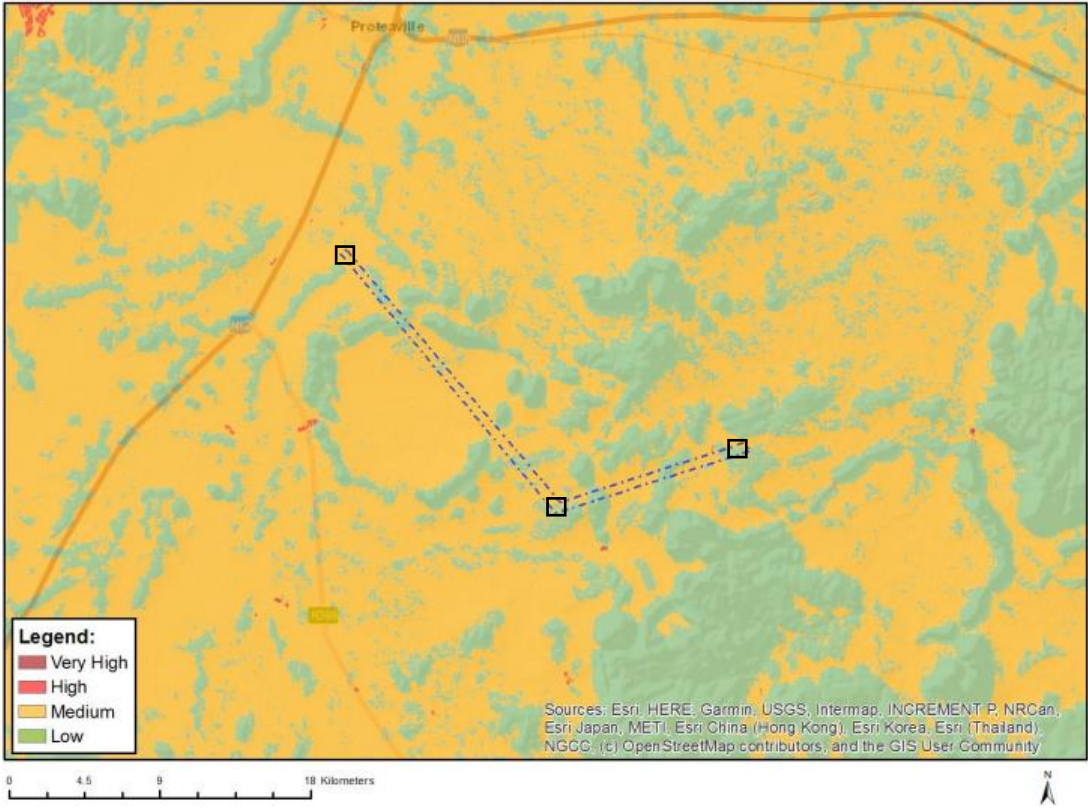 Proteaville
N10
N12
Legend:
Very High
High
Medium
Low
Sources: Esri, HERE, Garmin, USGS, Intermap, INCREMENT P, NRCan,
Esri Japan, METI, Esri China (Hong Kong), Esri Korea, Esri (Thailand),
NGCC, (c) OpenStreetMap contributors, and the GIS User Community
0 4.5 9 18 Kilometers
N